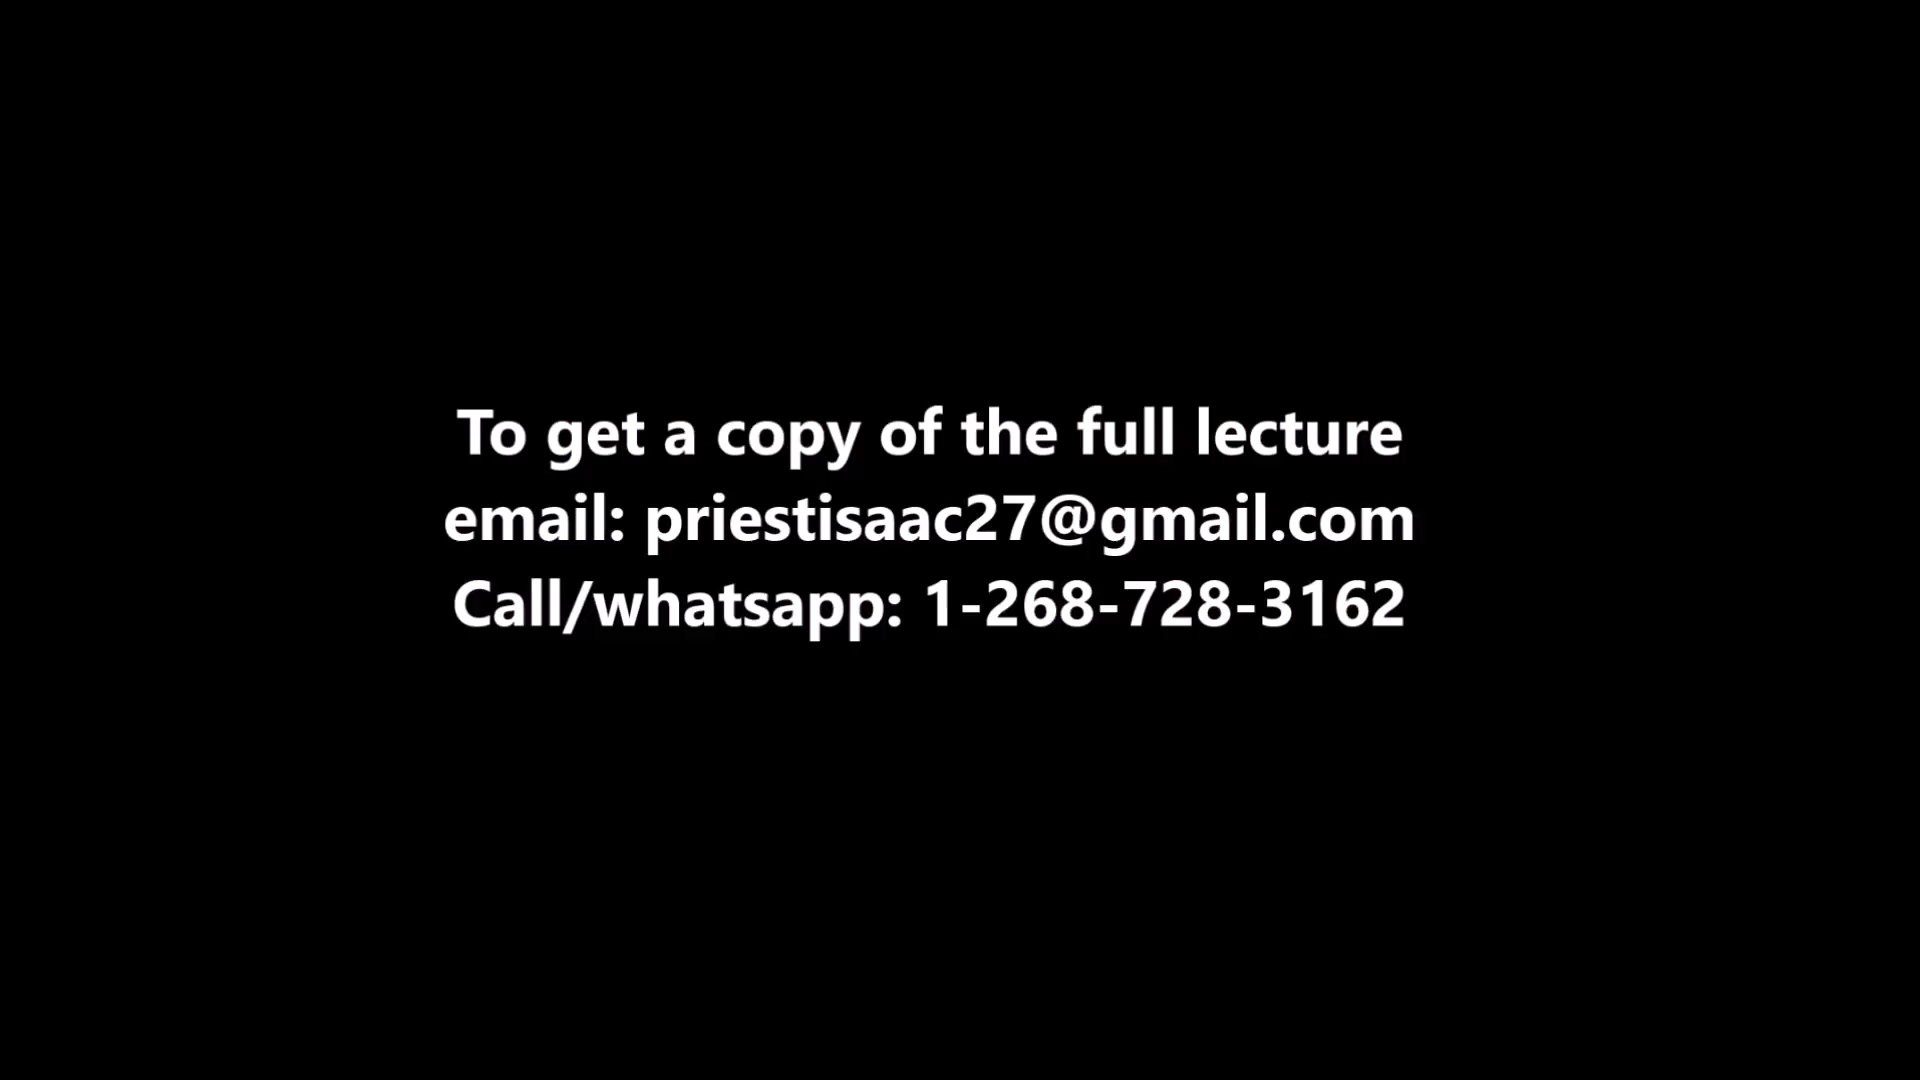 To get a copy of the full lecture
email: priestisaac27@gmail.com
Call/whatsapp: 1-268-728-3162